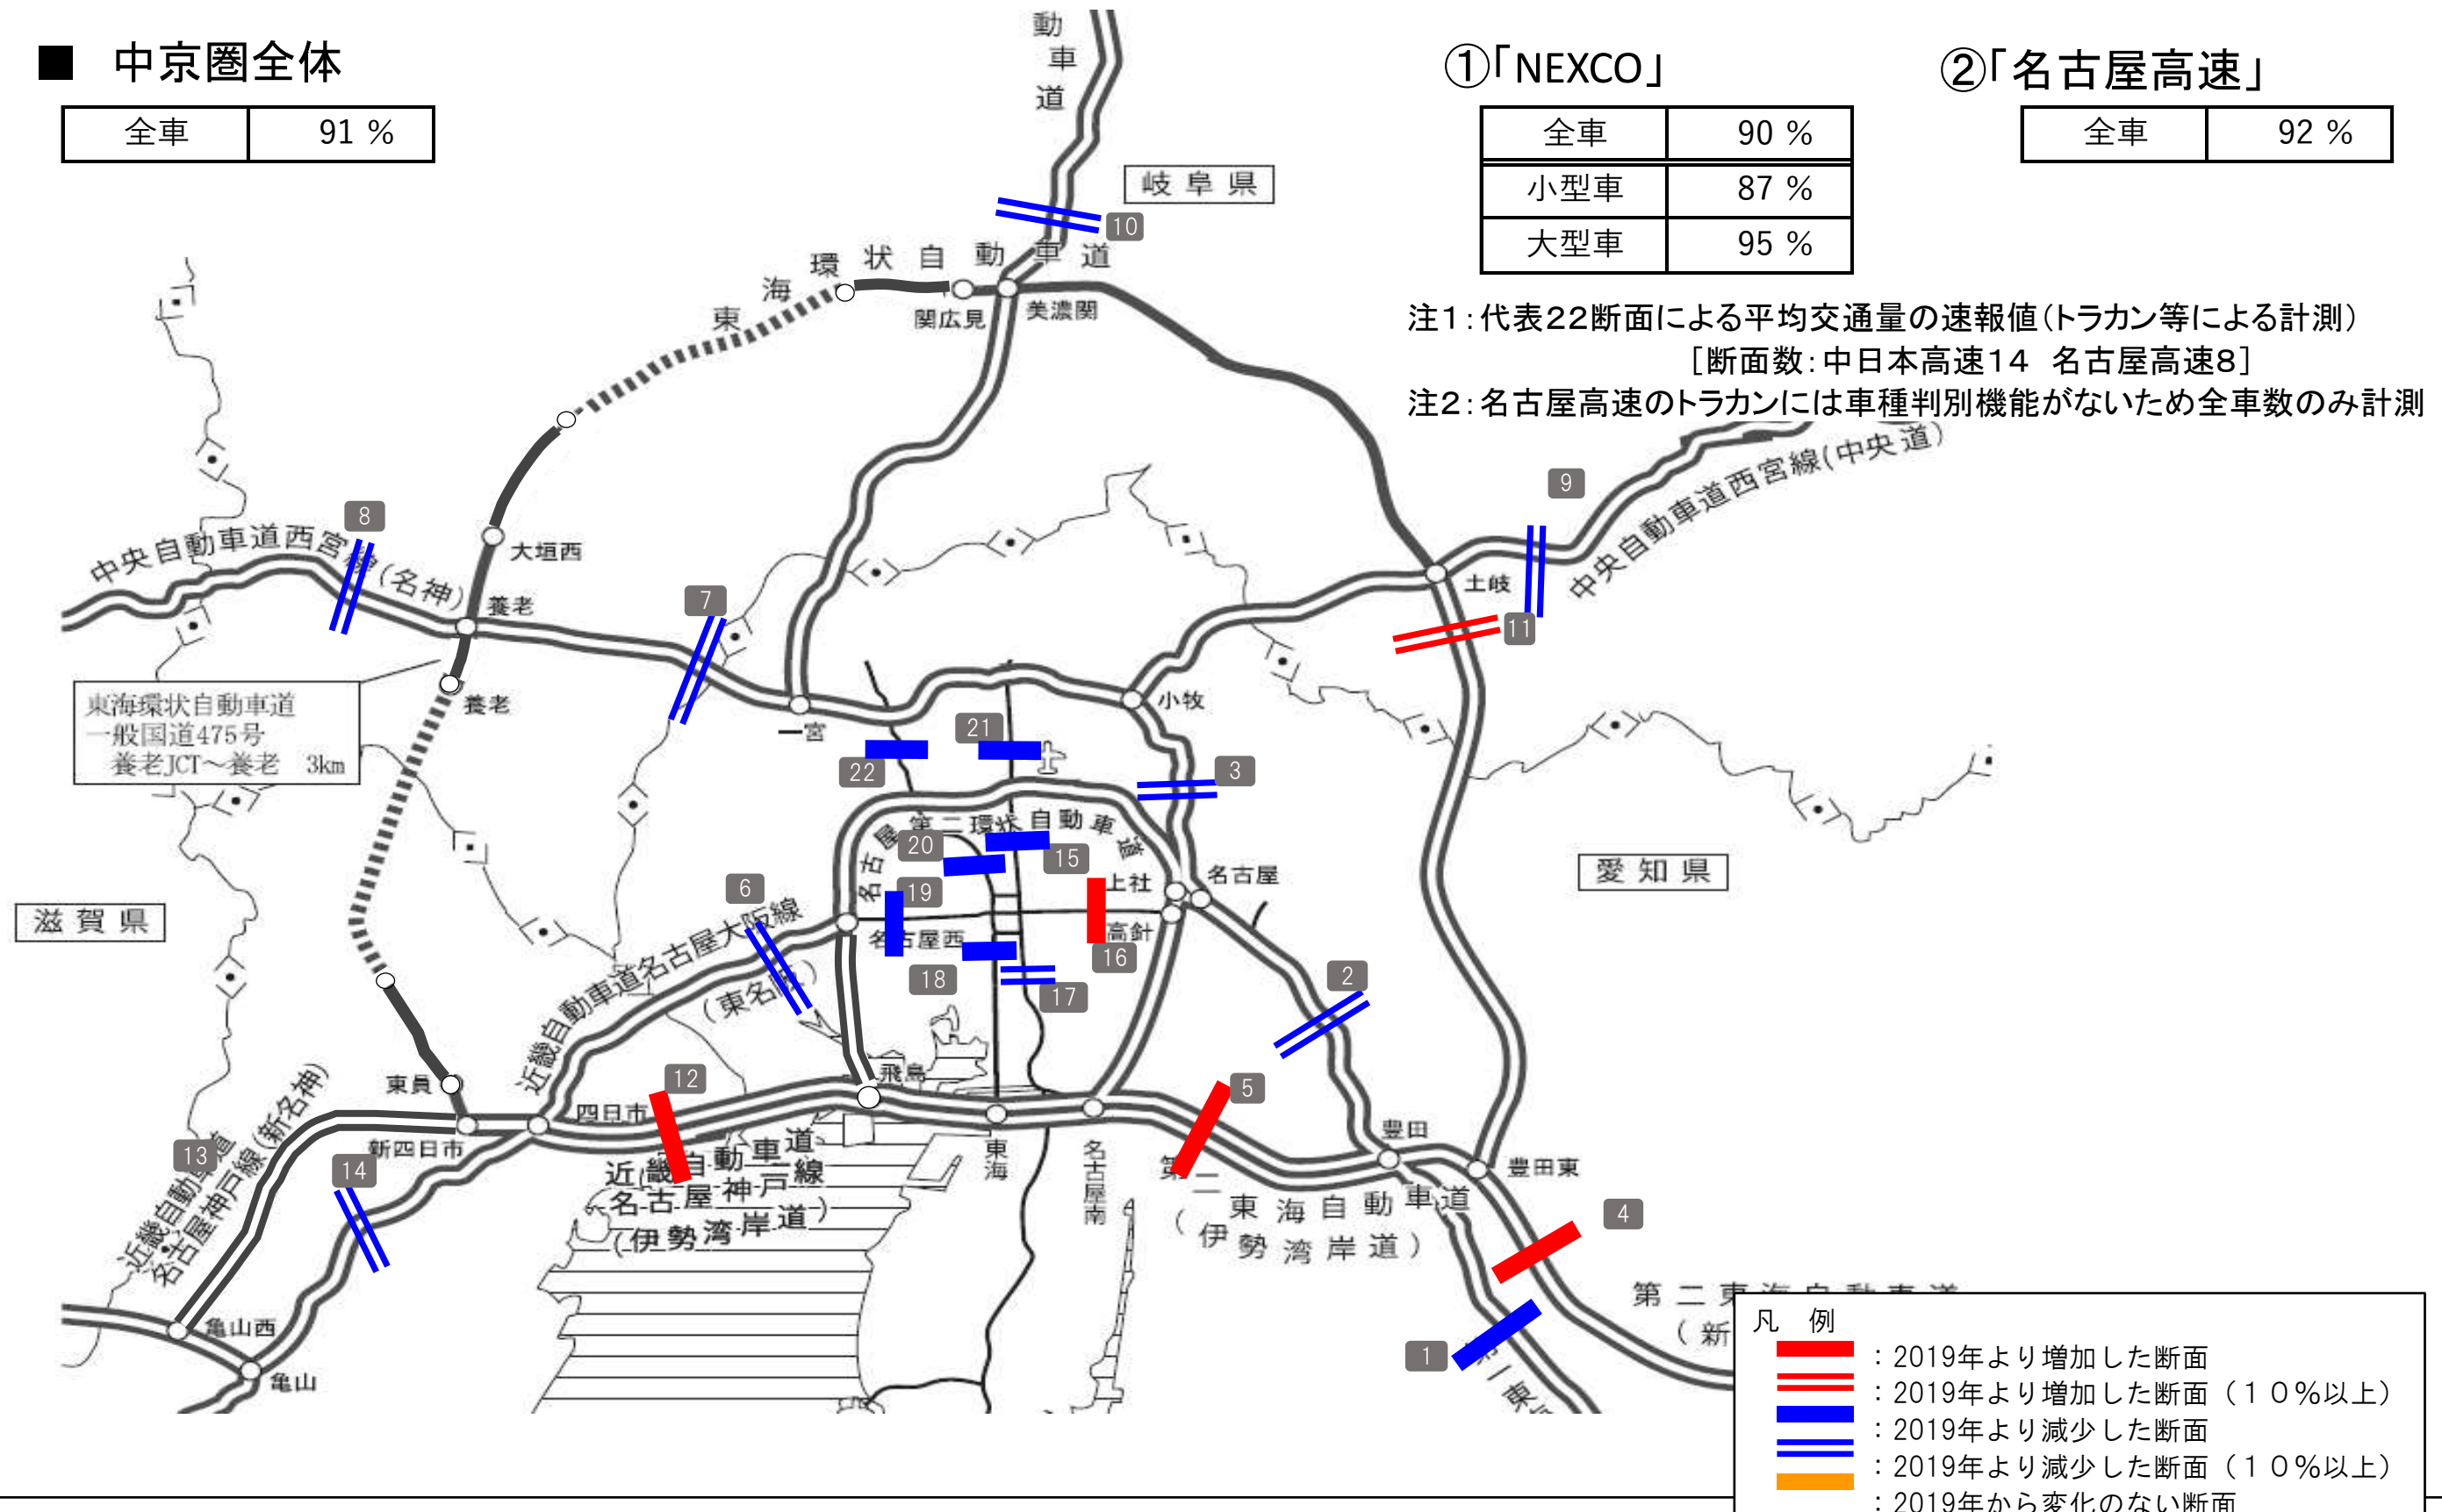 ■ 中京圏全体
全車 91 %
①「NEXCO」
全車 90 %
小型車 87 %
大型車 95 %
②「名古屋高速」
全車 92 %
注1:代表22断面による平均交通量の速報値(トラカン等による計測)
[断面数:中日本高速14 名古屋高速8]
注2:名古屋高速のトラカンには車種判別機能がないため全車数のみ計測
動車道
岐阜県
10
東海環状自動車道
関広見
美濃関
9
中央自動車道西宮線(中央道)
8
中央自動車道西宮線(名神)
大垣西
養老
7
土岐
11
養老
東海環状自動車道
一般国道475号
養老JCT~養老 3km
一宮
小牧
21
22
3
名古屋第二環状自動車道
20
15
19
上社
名古屋
愛知県
6
滋賀県
名古屋西
高針
16
18
17
2
近畿自動車道名古屋大阪線
(東名阪)
飛島
12
5
東員
四日市
新四日市
13
14
近畿自動車道
名古屋神戸線(新名神)
近畿自動車道
名古屋神戸線
(伊勢湾岸道)
東海
名古屋南
豊田
豊田東
第二東海自動車道
(伊勢湾岸道)
4
第二東海自動車道
(新
1
亀山西
亀山
凡 例
:2019年より増加した断面
:2019年より増加した断面(10%以上)
:2019年より減少した断面
:2019年より減少した断面(10%以上)
:2019年から変化のない断面